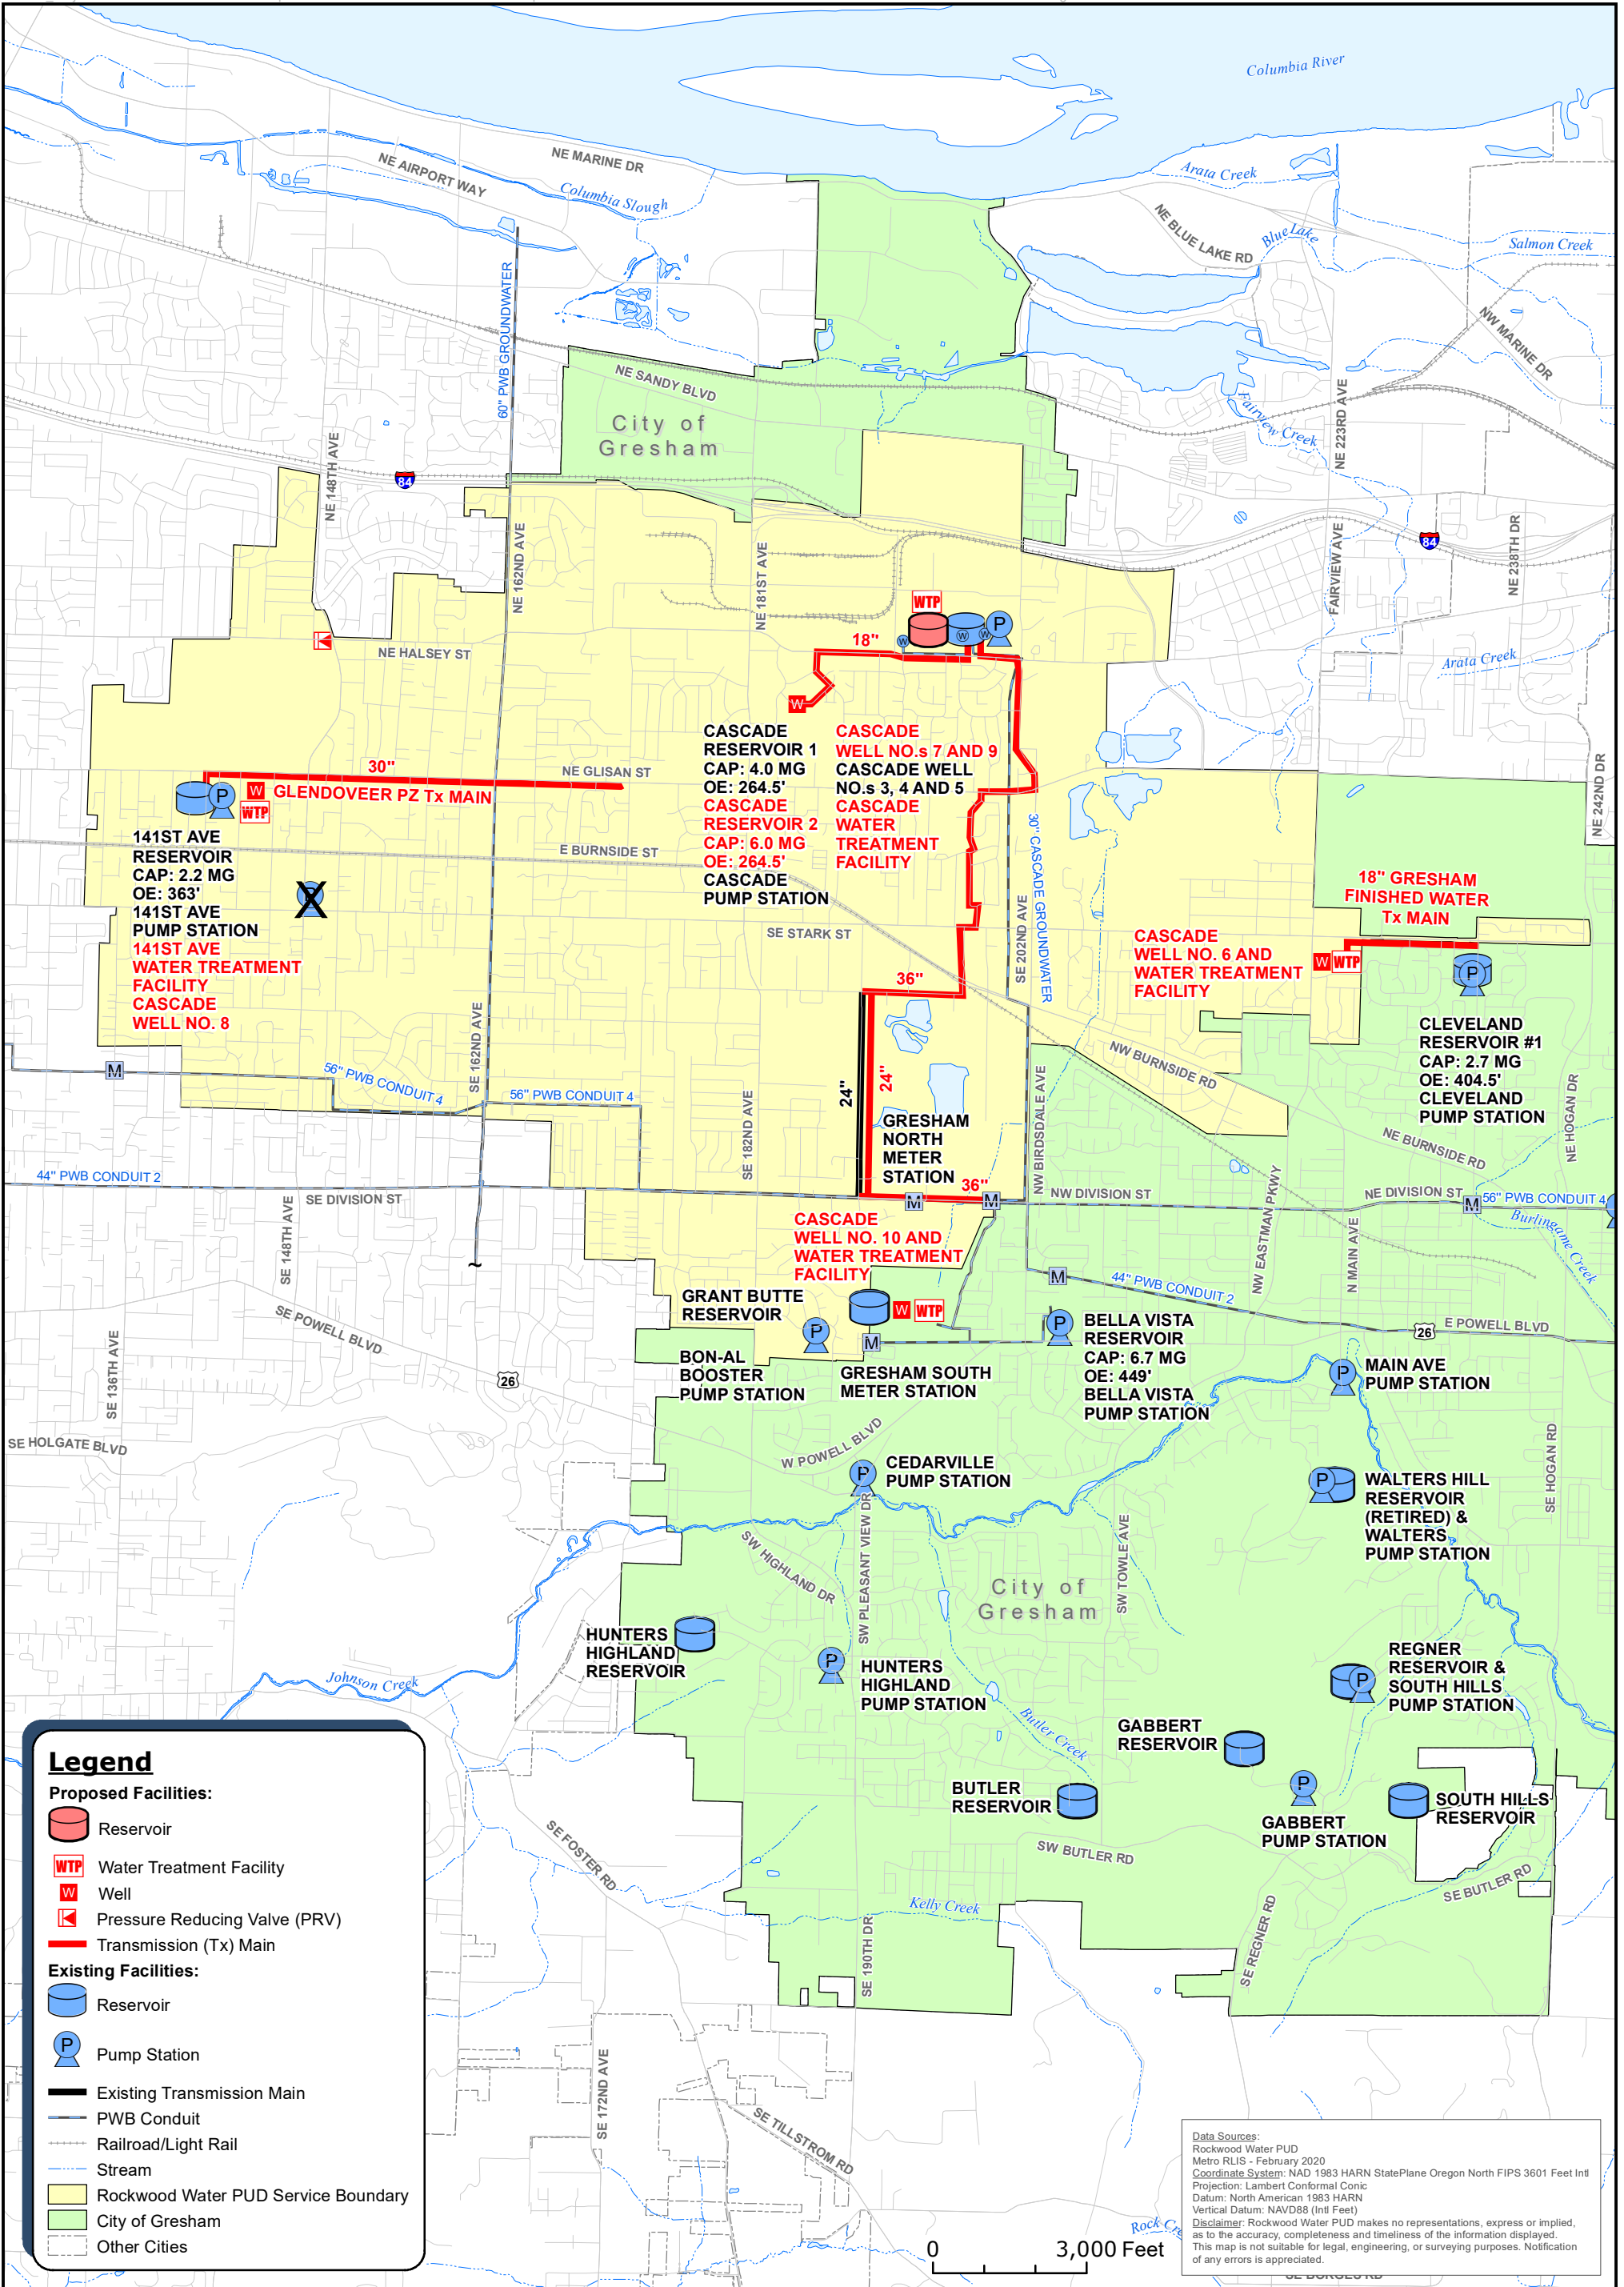 Columbia River
NE MARINE DR
NE AIRPORT WAY
Columbia Slough
Arata Creek
NE BLUE LAKE RD
Blue Lake
Salmon Creek
NW MARINE DR
60" PWB GROUNDWATER
NE SANDY BLVD
City of
Gresham
Fairview Creek
NE 223RD AVE
NE 148TH AVE
84
NE 162ND AVE
NE 181ST AVE
FAIRVIEW AVE
84
NE 238TH DR
WTP
P
W
W
W
18"
NE HALSEY ST
Arata Creek
W
CASCADE
RESERVOIR 1
CAP: 4.0 MG
OE: 264.5'
CASCADE
RESERVOIR 2
CAP: 6.0 MG
OE: 264.5'
CASCADE
PUMP STATION
CASCADE
WELL NO.s 7 AND 9
CASCADE WELL
NO.s 3, 4 AND 5
CASCADE
WATER
TREATMENT
FACILITY
30"
NE GLISAN ST
P
W
GLENDOVEER PZ Tx MAIN
WTP
NE 242ND DR
141ST AVE
RESERVOIR
CAP: 2.2 MG
OE: 363'
141ST AVE
PUMP STATION
141ST AVE
WATER TREATMENT
FACILITY
CASCADE
WELL NO. 8
E BURNSIDE ST
30" CASCADE GROUNDWATER
SE STARK ST
SE 202ND AVE
18" GRESHAM
FINISHED WATER
Tx MAIN
CASCADE
WELL NO. 6 AND
WATER TREATMENT
FACILITY
W
WTP
P
36"
CLEVELAND
RESERVOIR #1
CAP: 2.7 MG
OE: 404.5'
CLEVELAND
PUMP STATION
M
56" PWB CONDUIT 4
SE 162ND AVE
56" PWB CONDUIT 4
SE 182ND AVE
24"
24"
GRESHAM
NORTH
METER
STATION
NW BIRDSDALE AVE
NW BURNSIDE RD
NE BURNSIDE RD
NE HOGAN DR
44" PWB CONDUIT 2
SE DIVISION ST
36"
M
M
NW DIVISION ST
NE DIVISION ST
M
56" PWB CONDUIT 4
Burlingame Creek
SE 148TH AVE
CASCADE
WELL NO. 10 AND
WATER TREATMENT
FACILITY
NW EASTMAN PKWY
N MAIN AVE
M
44" PWB CONDUIT 2
~
GRANT BUTTE
RESERVOIR
W
WTP
P
M
P
BELLA VISTA
RESERVOIR
CAP: 6.7 MG
OE: 449'
BELLA VISTA
PUMP STATION
26
E POWELL BLVD
SE POWELL BLVD
26
SE 136TH AVE
BON-AL
BOOSTER
PUMP STATION
GRESHAM SOUTH
METER STATION
P
MAIN AVE
PUMP STATION
SE HOLGATE BLVD
W POWELL BLVD
P
CEDARVILLE
PUMP STATION
SE HOGAN RD
P
WALTERS HILL
RESERVOIR
(RETIRED) &
WALTERS
PUMP STATION
SW HIGHLAND DR
SW PLEASANT VIEW DR
SW TOWLE AVE
City of
Gresham
HUNTERS
HIGHLAND
RESERVOIR
P
HUNTERS
HIGHLAND
PUMP STATION
P
REGNER
RESERVOIR &
SOUTH HILLS
PUMP STATION
Johnson Creek
Butler Creek
GABBERT
RESERVOIR
BUTLER
RESERVOIR
P
GABBERT
PUMP STATION
SOUTH HILLS
RESERVOIR
SE FOSTER RD
SW BUTLER RD
SE BUTLER RD
Kelly Creek
SE 190TH DR
SE REGNER RD
SE 172ND AVE
SE TILLSTROM RD
Legend
Proposed Facilities:
Reservoir
WTP Water Treatment Facility
W Well
Pressure Reducing Valve (PRV)
Transmission (Tx) Main
Existing Facilities:
Reservoir
P Pump Station
Existing Transmission Main
PWB Conduit
Railroad/Light Rail
Stream
Rockwood Water PUD Service Boundary
City of Gresham
Other Cities
0 3,000 Feet
Data Sources:
Rockwood Water PUD
Metro RLIS - February 2020
Coordinate System: NAD 1983 HARN StatePlane Oregon North FIPS 3601 Feet Intl
Projection: Lambert Conformal Conic
Datum: North American 1983 HARN
Vertical Datum: NAVD88 (Intl Feet)
Disclaimer: Rockwood Water PUD makes no representations, express or implied,
as to the accuracy, completeness and timeliness of the information displayed.
This map is not suitable for legal, engineering, or surveying purposes. Notification
of any errors is appreciated.
Rock